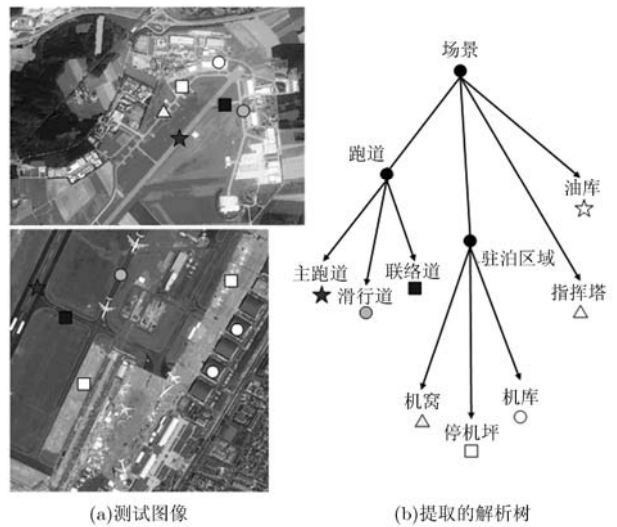 场景
跑道
油库
主跑道
滑行道
联络道
驻泊区域
指挥塔
机窝
停机坪
机库
(a)测试图像
(b)提取的解析树